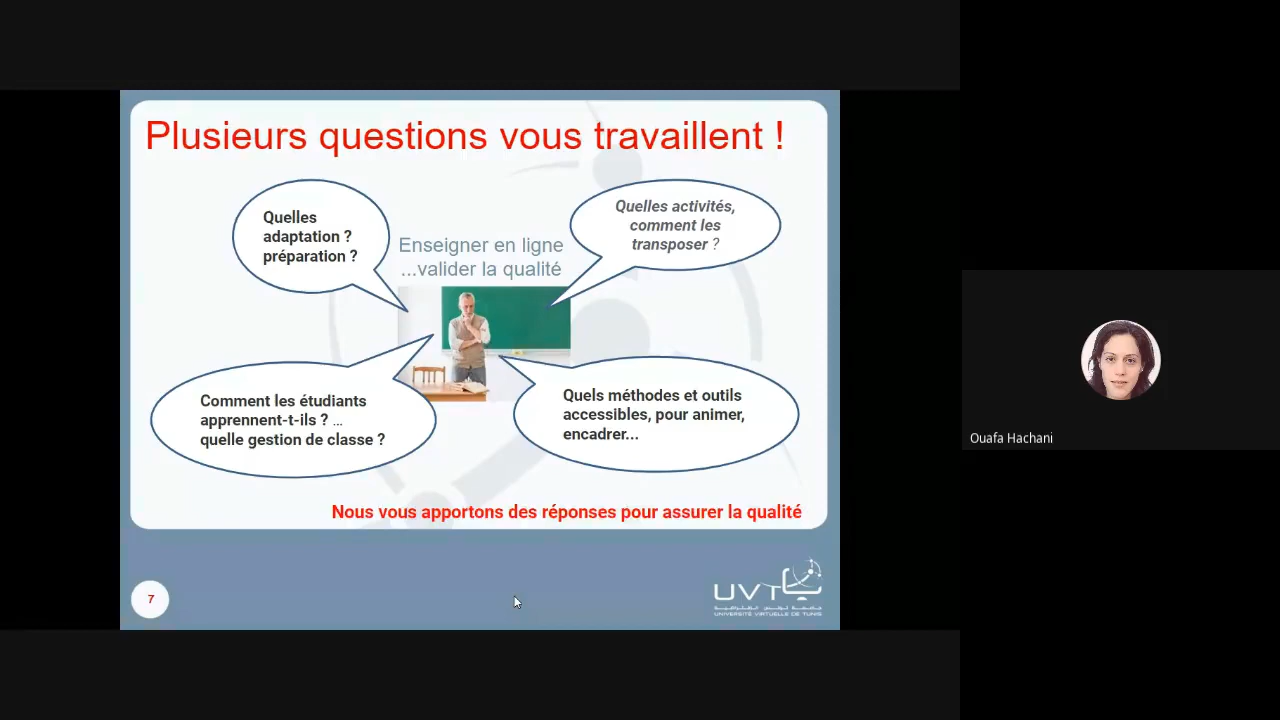 Plusieurs questions vous travaillent !
Quelles
adaptation ?
préparation ?
Enseigner en ligne
...valider la qualité
Quelles activités,
comment les
transposer ?
Comment les étudiants
apprennent-t-ils ? ...
quelle gestion de classe ?
Quels méthodes et outils
accessibles, pour animer,
encadrer...
Nous vous apportons des réponses pour assurer la qualité
7
UVT
UNIVERSITÉ VIRTUELLE DE TUNIS
Ouafa Hachani